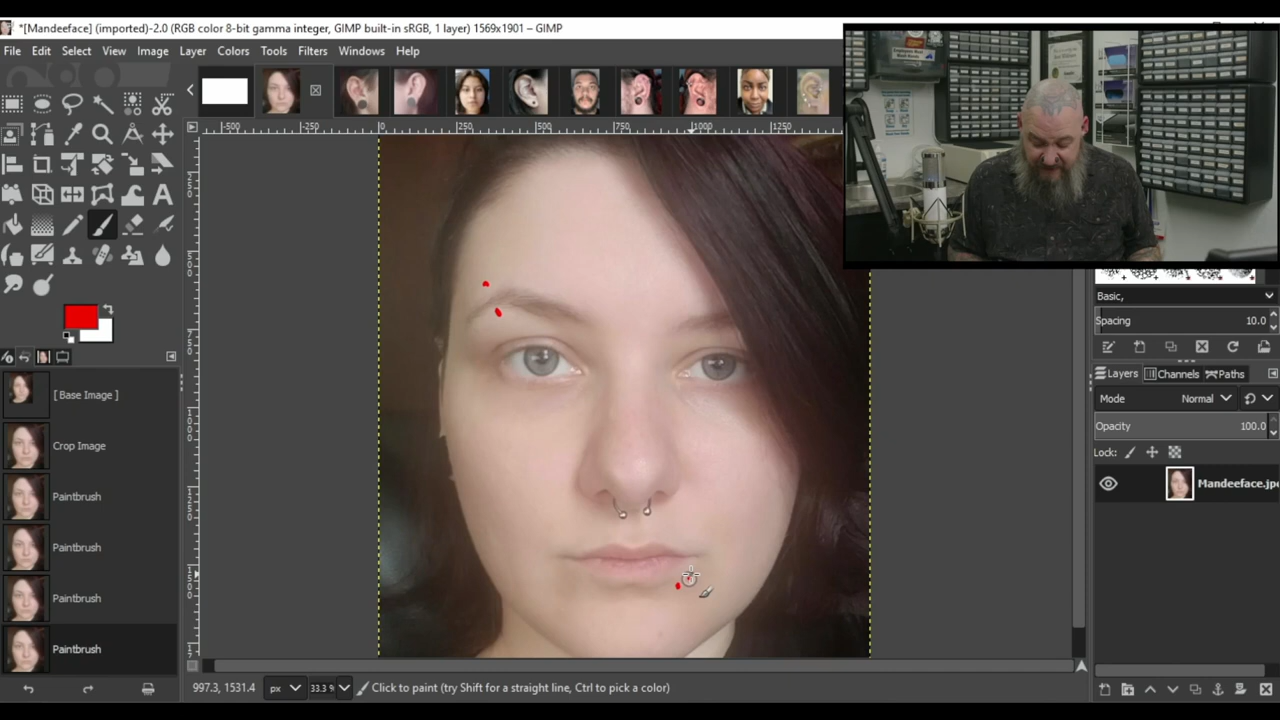 *[Mandeeface] (imported)-2.0 (RGB color 8-bit gamma integer, GIMP built-in sRGB, 1 layer) 1569x1901 – GIMP
File Edit Select View Image Layer Colors Tools Filters Windows Help
-500 -250 0 250 500 750 1000 1250
Basic,
Spacing 10.0
Layers Channels Paths
Mode Normal
Opacity 100.0
Lock:
Mandeeface.jpe
[ Base Image ]
Crop Image
Paintbrush
Paintbrush
Paintbrush
Paintbrush
997.3, 1531.4 px 33.3 % Click to paint (try Shift for a straight line, Ctrl to pick a color)